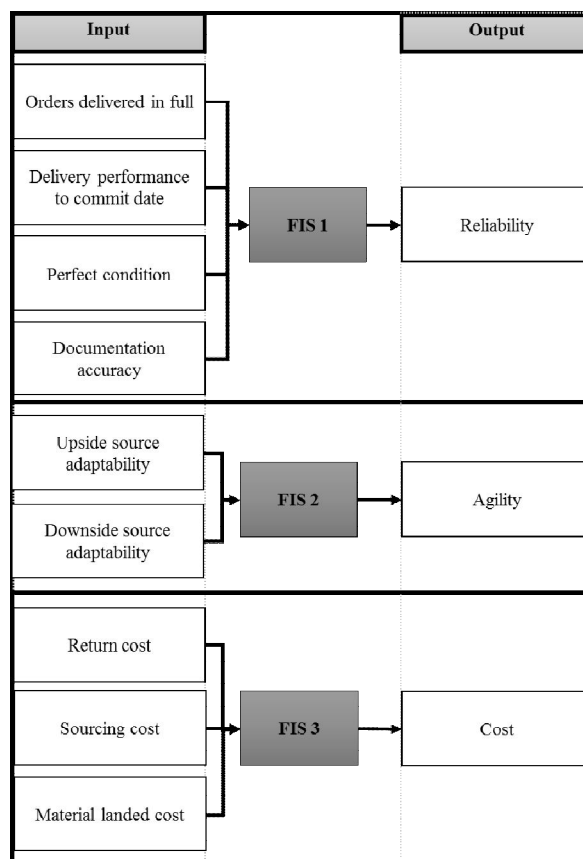 Input
Output
Orders delivered in full
Delivery performance
to commit date
Perfect condition
Documentation
accuracy
FIS 1
Reliability
Upside source
adaptability
Downside source
adaptability
FIS 2
Agility
Return cost
Sourcing cost
Material landed cost
FIS 3
Cost